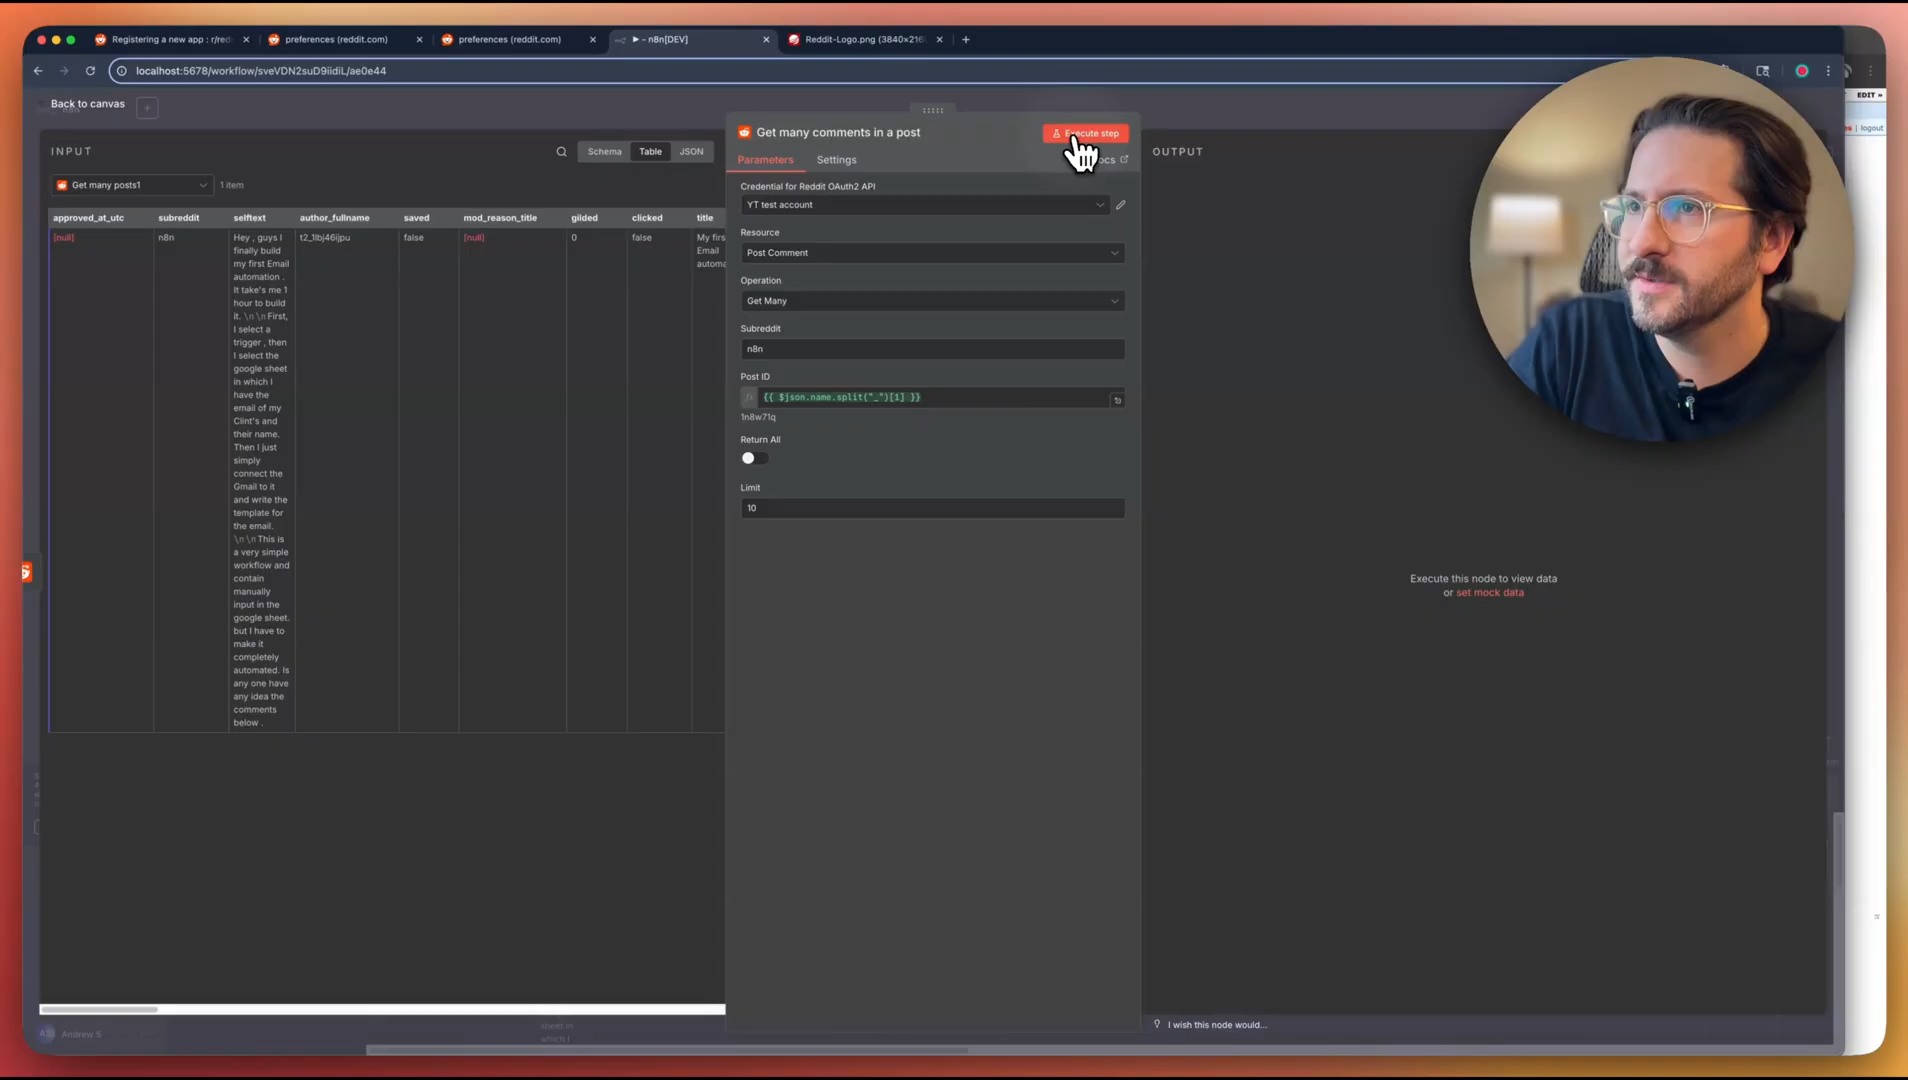 Registering a new app : r/red
preferences (reddit.com)
preferences (reddit.com)
n8n[DEV]
Reddit-Logo.png (3840×216
localhost:5678/workflow/sveVDN2suD9iidiL/ae0e44
EDIT »
logout
Back to canvas
INPUT
Schema
Table
JSON
Get many posts1
1 item
approved_at_utc
subreddit
selftext
author_fullname
saved
mod_reason_title
gilded
clicked
title
[null]
n8n
Hey , guys I
finally build
my first Email
automation .
It take's me 1
hour to build
it. \n \n First,
I select a
trigger , then
I select the
google sheet
in which I
have the
email of my
Clint's and
their name.
Then I just
simply
connect the
Gmail to it
and write the
template for
the email.
\n \n This is
a very simple
workflow and
contain
manually
input in the
google sheet.
but I have to
make it
completely
automated. Is
any one have
any idea the
comments
below .
t2_1lbj46ijpu
false
[null]
0
false
My firs
Email
automa
Get many comments in a post
Execute step
Parameters
Settings
ocs
Credential for Reddit OAuth2 API
YT test account
Resource
Post Comment
Operation
Get Many
Subreddit
n8n
Post ID
fx
{{ $json.name.split("_")[1] }}
1n8w71q
Return All
Limit
10
OUTPUT
Execute this node to view data
or set mock data
I wish this node would...
Andrew S
sheet in
which I